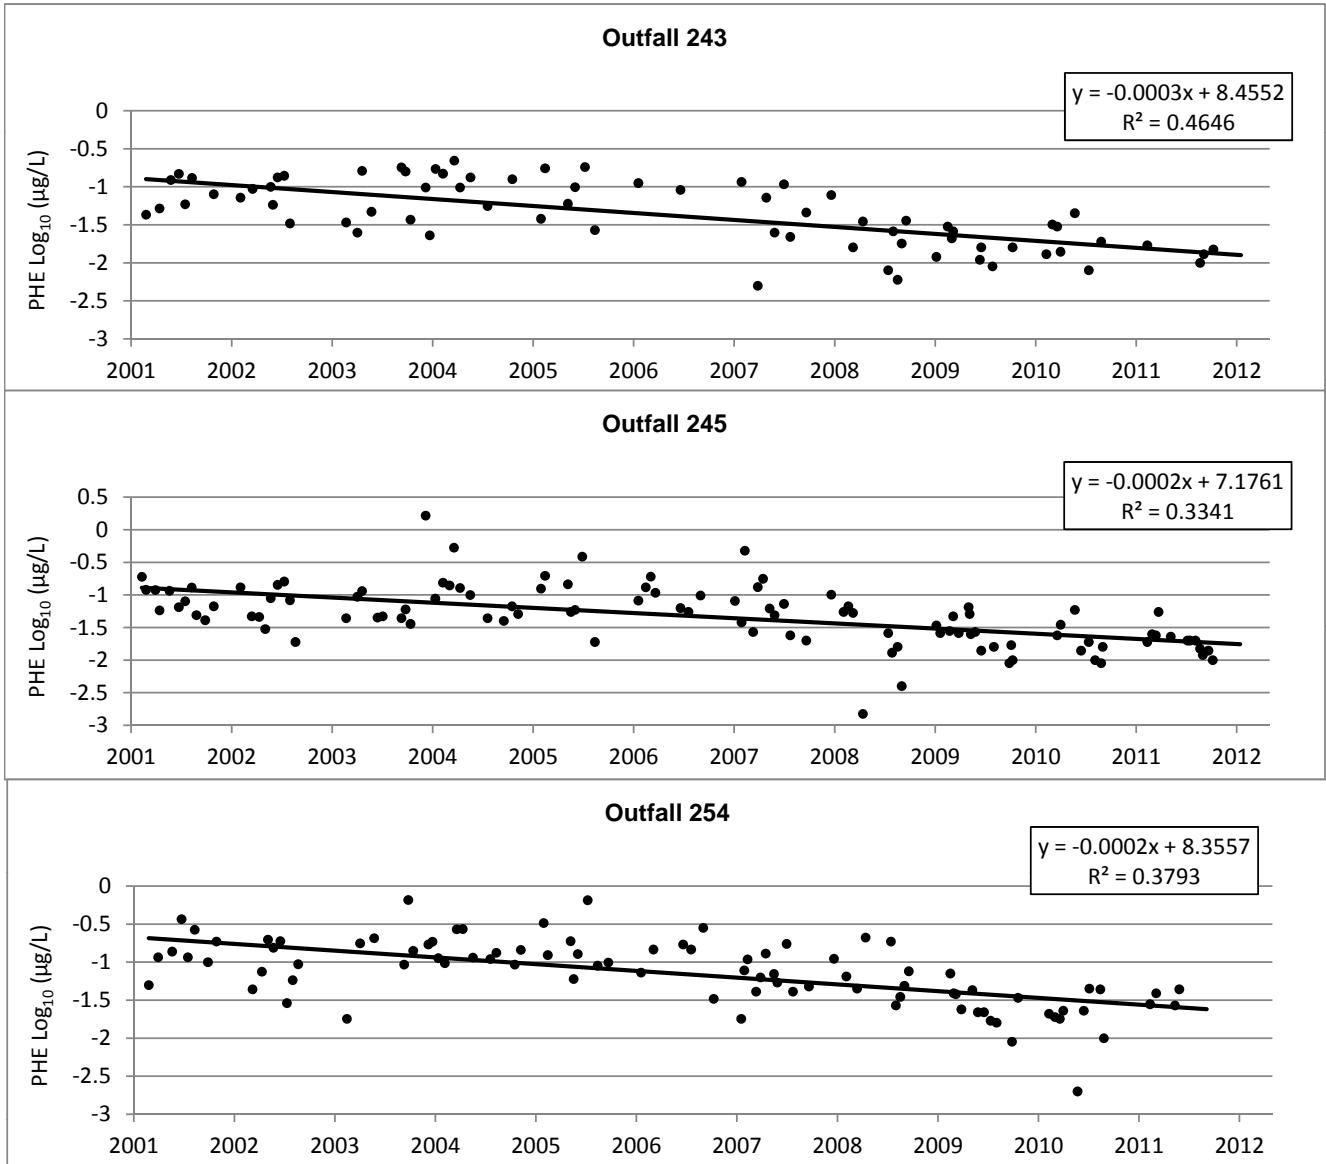 Outfall 243
y = -0.0003x + 8.4552
R² = 0.4646
PHE Log₁₀ (µg/L)
0
-0.5
-1
-1.5
-2
-2.5
-3
2001 2002 2003 2004 2005 2006 2007 2008 2009 2010 2011 2012
Outfall 245
y = -0.0002x + 7.1761
R² = 0.3341
PHE Log₁₀ (µg/L)
0.5
0
-0.5
-1
-1.5
-2
-2.5
-3
2001 2002 2003 2004 2005 2006 2007 2008 2009 2010 2011 2012
Outfall 254
y = -0.0002x + 8.3557
R² = 0.3793
PHE Log₁₀ (µg/L)
0
-0.5
-1
-1.5
-2
-2.5
-3
2001 2002 2003 2004 2005 2006 2007 2008 2009 2010 2011 2012